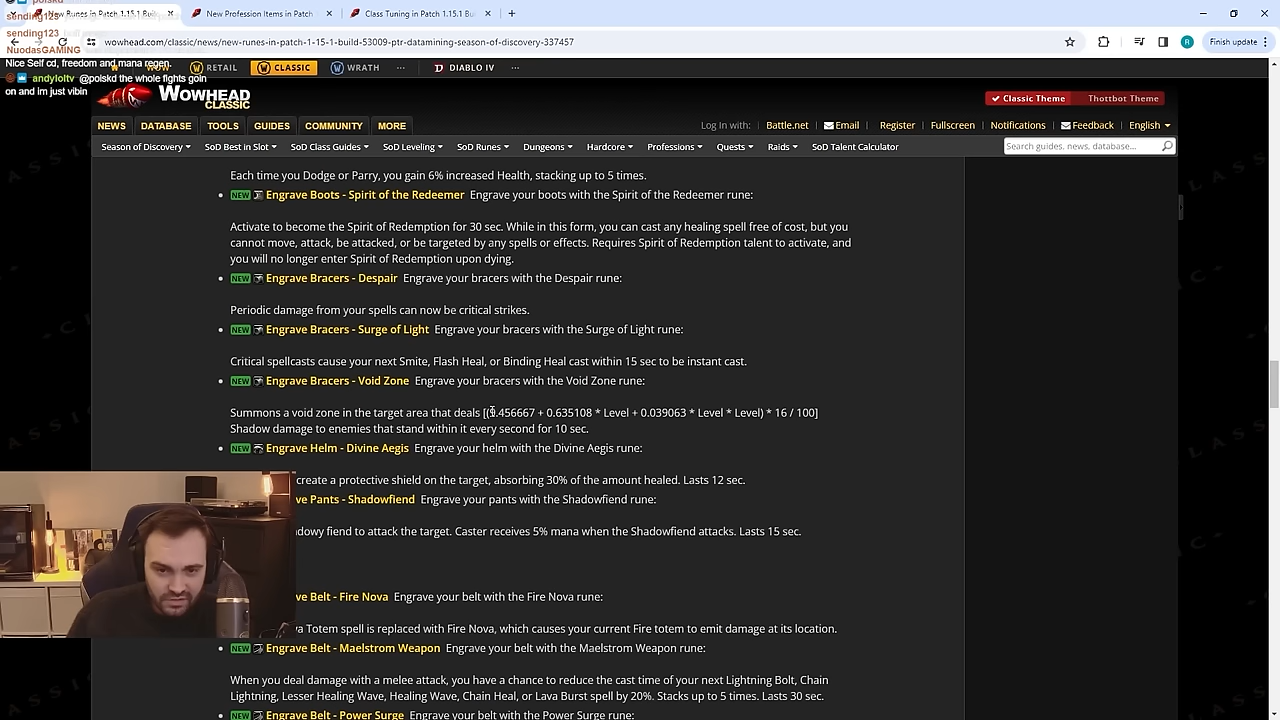 sending123
sending123
NuodasGAMING
Nice Self cd, freedom and mana regen.
andyloltv @polskd the whole fights goin
on and im just vibin
New Profession Items in Patch
Class Tuning in Patch 1.15.1 Buil
wowhead.com/classic/news/new-runes-in-patch-1-15-1-build-53009-ptr-datamining-season-of-discovery-337457
R
Finish update
RETAIL
CLASSIC
WRATH
DIABLO IV
WOWHEAD
CLASSIC
Classic Theme
Thottbot Theme
NEWS
DATABASE
TOOLS
GUIDES
COMMUNITY
MORE
Log In with:
Battle.net
Email
Register
Fullscreen
Notifications
Feedback
English
Season of Discovery
SoD Best in Slot
SoD Class Guides
SoD Leveling
SoD Runes
Dungeons
Hardcore
Professions
Quests
Raids
SoD Talent Calculator
Search guides, news, database...
Each time you Dodge or Parry, you gain 6% increased Health, stacking up to 5 times.
NEW Engrave Boots - Spirit of the Redeemer Engrave your boots with the Spirit of the Redeemer rune:
Activate to become the Spirit of Redemption for 30 sec. While in this form, you can cast any healing spell free of cost, but you
cannot move, attack, be attacked, or be targeted by any spells or effects. Requires Spirit of Redemption talent to activate, and
you will no longer enter Spirit of Redemption upon dying.
NEW Engrave Bracers - Despair Engrave your bracers with the Despair rune:
Periodic damage from your spells can now be critical strikes.
NEW Engrave Bracers - Surge of Light Engrave your bracers with the Surge of Light rune:
Critical spellcasts cause your next Smite, Flash Heal, or Binding Heal cast within 15 sec to be instant cast.
NEW Engrave Bracers - Void Zone Engrave your bracers with the Void Zone rune:
Summons a void zone in the target area that deals [( .456667 + 0.635108 * Level + 0.039063 * Level * Level) * 16 / 100]
Shadow damage to enemies that stand within it every second for 10 sec.
NEW Engrave Helm - Divine Aegis Engrave your helm with the Divine Aegis rune:
create a protective shield on the target, absorbing 30% of the amount healed. Lasts 12 sec.
ve Pants - Shadowfiend Engrave your pants with the Shadowfiend rune:
adowy fiend to attack the target. Caster receives 5% mana when the Shadowfiend attacks. Lasts 15 sec.
ve Belt - Fire Nova Engrave your belt with the Fire Nova rune:
va Totem spell is replaced with Fire Nova, which causes your current Fire totem to emit damage at its location.
NEW Engrave Belt - Maelstrom Weapon Engrave your belt with the Maelstrom Weapon rune:
When you deal damage with a melee attack, you have a chance to reduce the cast time of your next Lightning Bolt, Chain
Lightning, Lesser Healing Wave, Healing Wave, Chain Heal, or Lava Burst spell by 20%. Stacks up to 5 times. Lasts 30 sec.
NEW Engrave Belt - Power Surge Engrave your belt with the Power Surge rune: